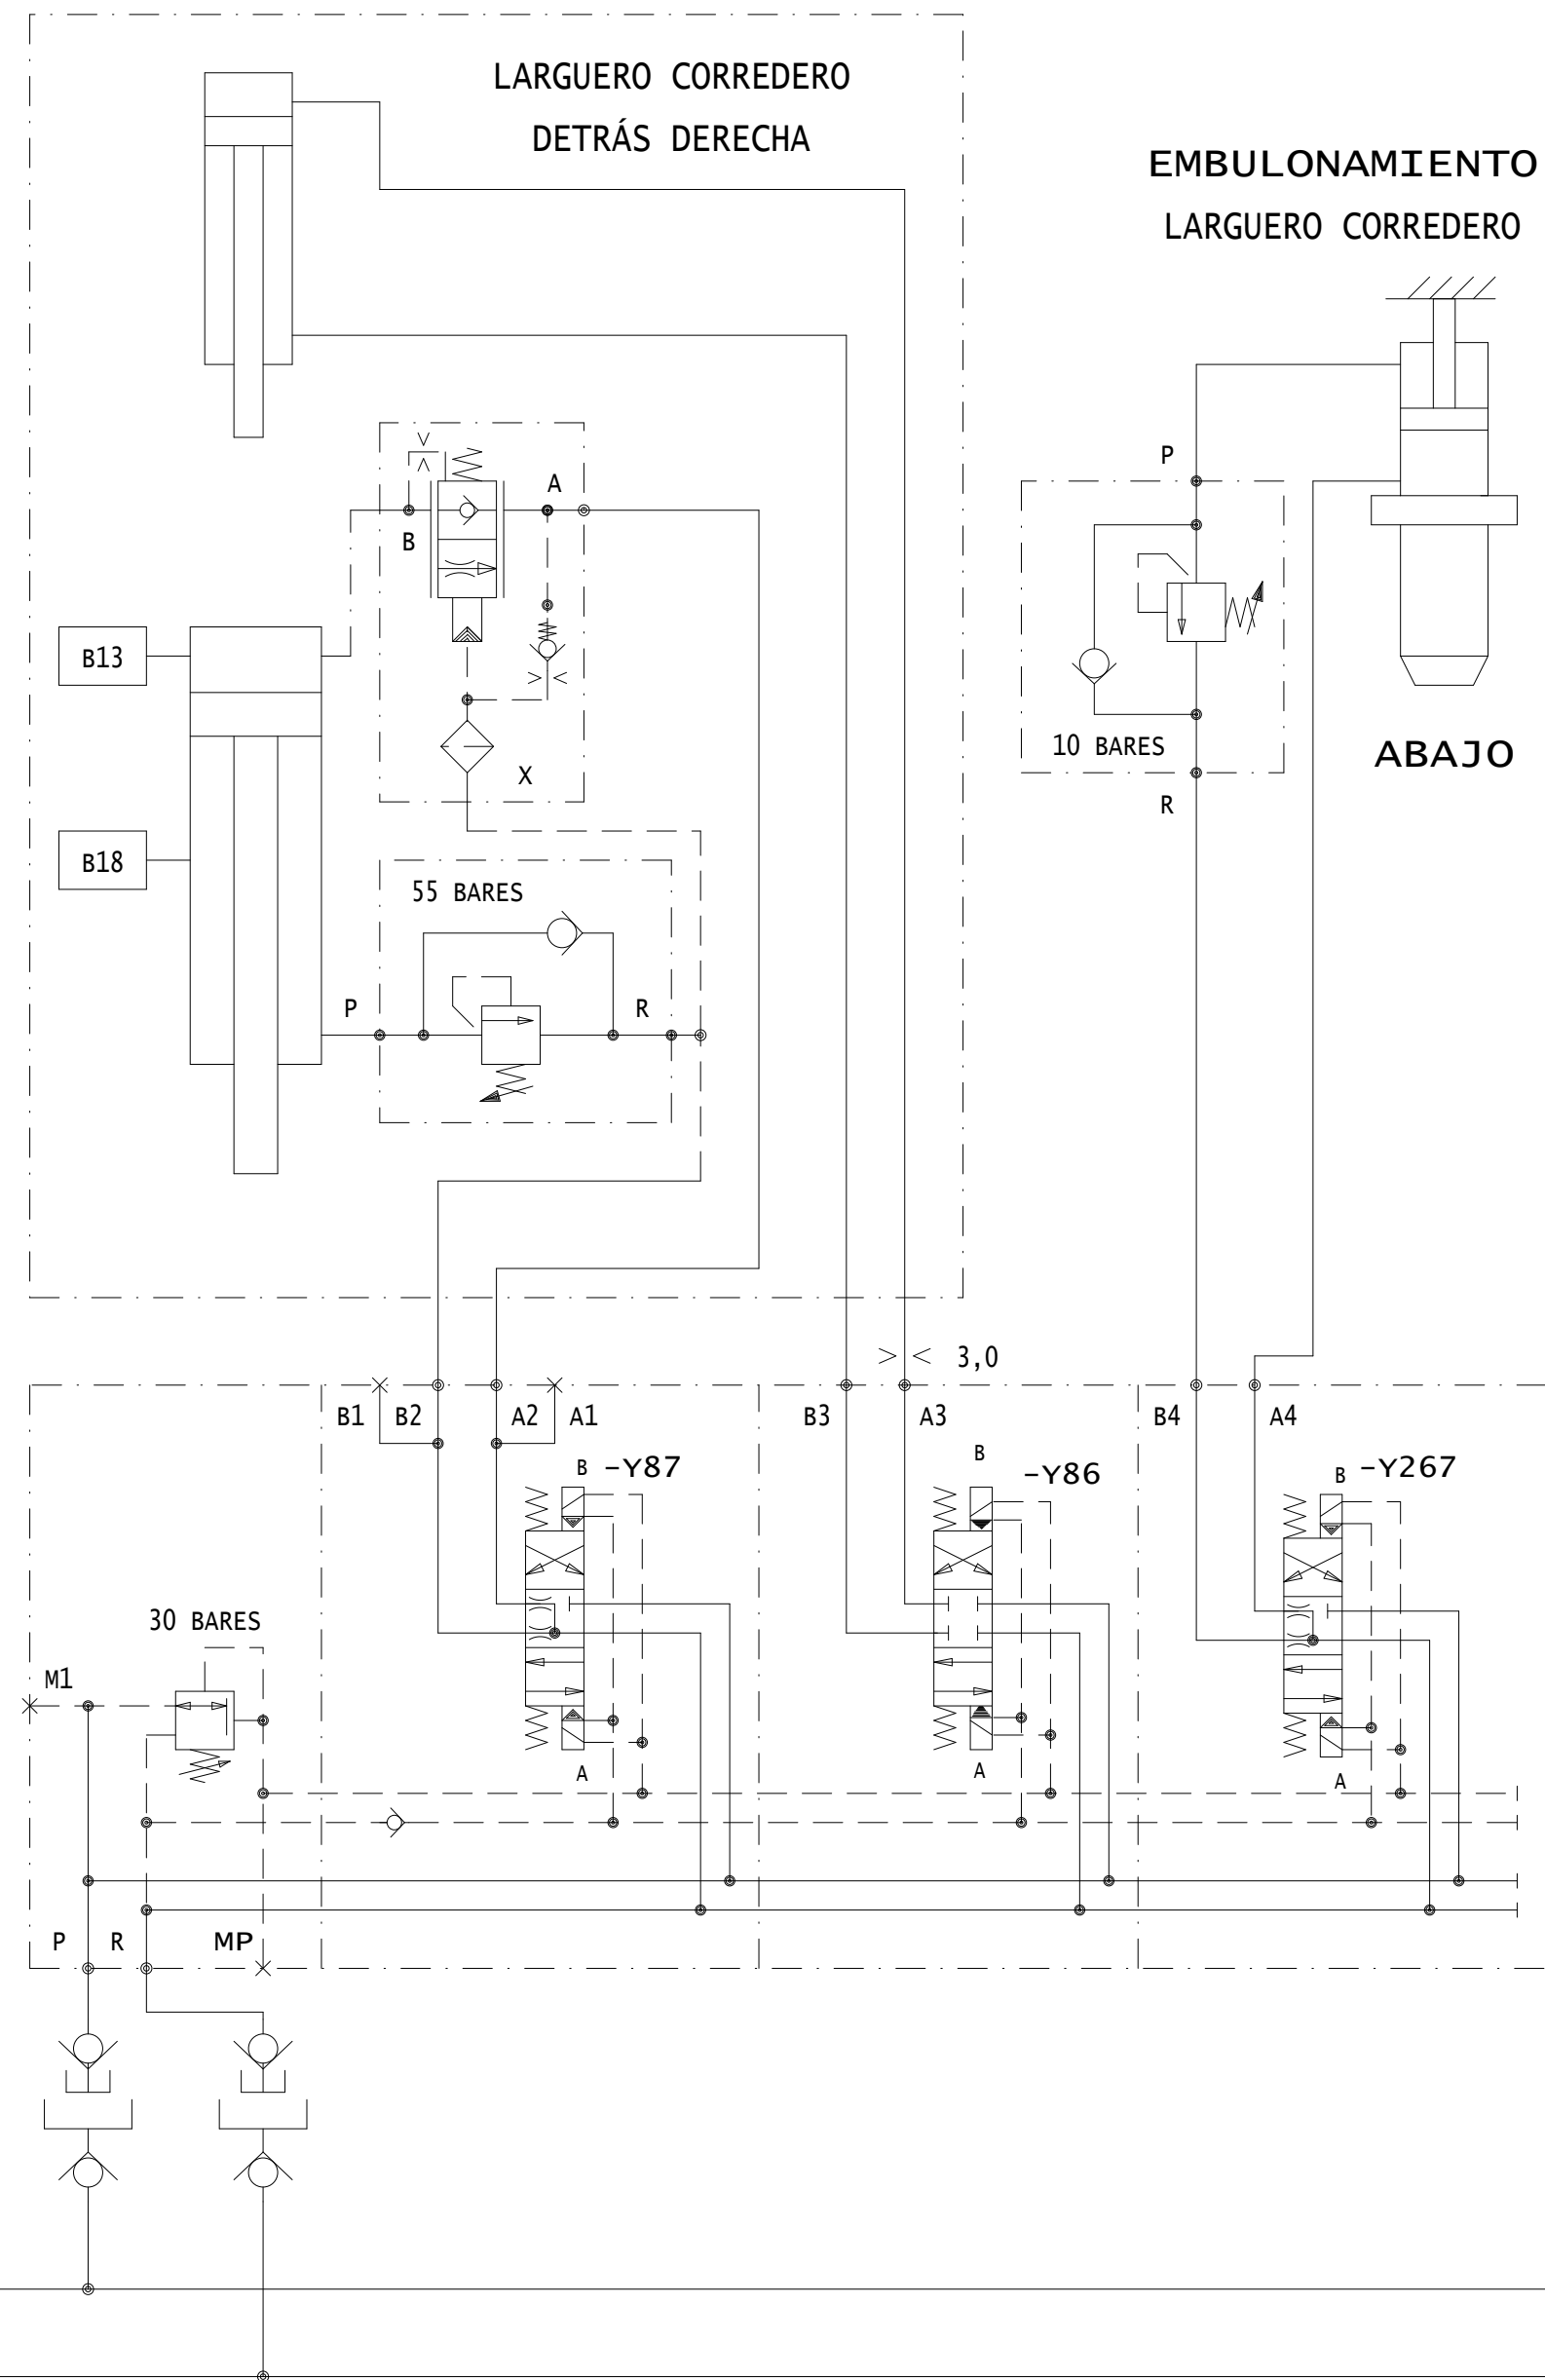 LARGUERO CORREDERO
DETRÁS DERECHA
EMBULONAMIENTO
LARGUERO CORREDERO
P
A
B
B13
10 BARES
ABAJO
X
R
B18
55 BARES
P
R
3,0
B1
B2
A2
A1
B3
A3
B4
A4
B
-Y87
B
-Y86
B
-Y267
30 BARES
M1
A
A
A
P
R
MP